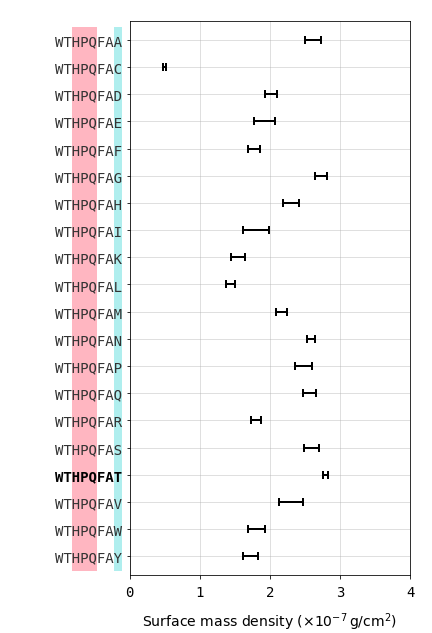 WTHPQFAA
WTHPQFAC
WTHPQFAD
WTHPQFAE
WTHPQFAF
WTHPQFAG
WTHPQFAH
WTHPQFAI
WTHPQFAK
WTHPQFAL
WTHPQFAM
WTHPQFAN
WTHPQFAP
WTHPQFAQ
WTHPQFAR
WTHPQFAS
WTHPQFAT
WTHPQFAV
WTHPQFAW
WTHPQFAY
0 1 2 3 4
Surface mass density (×10⁻⁷ g/cm²)